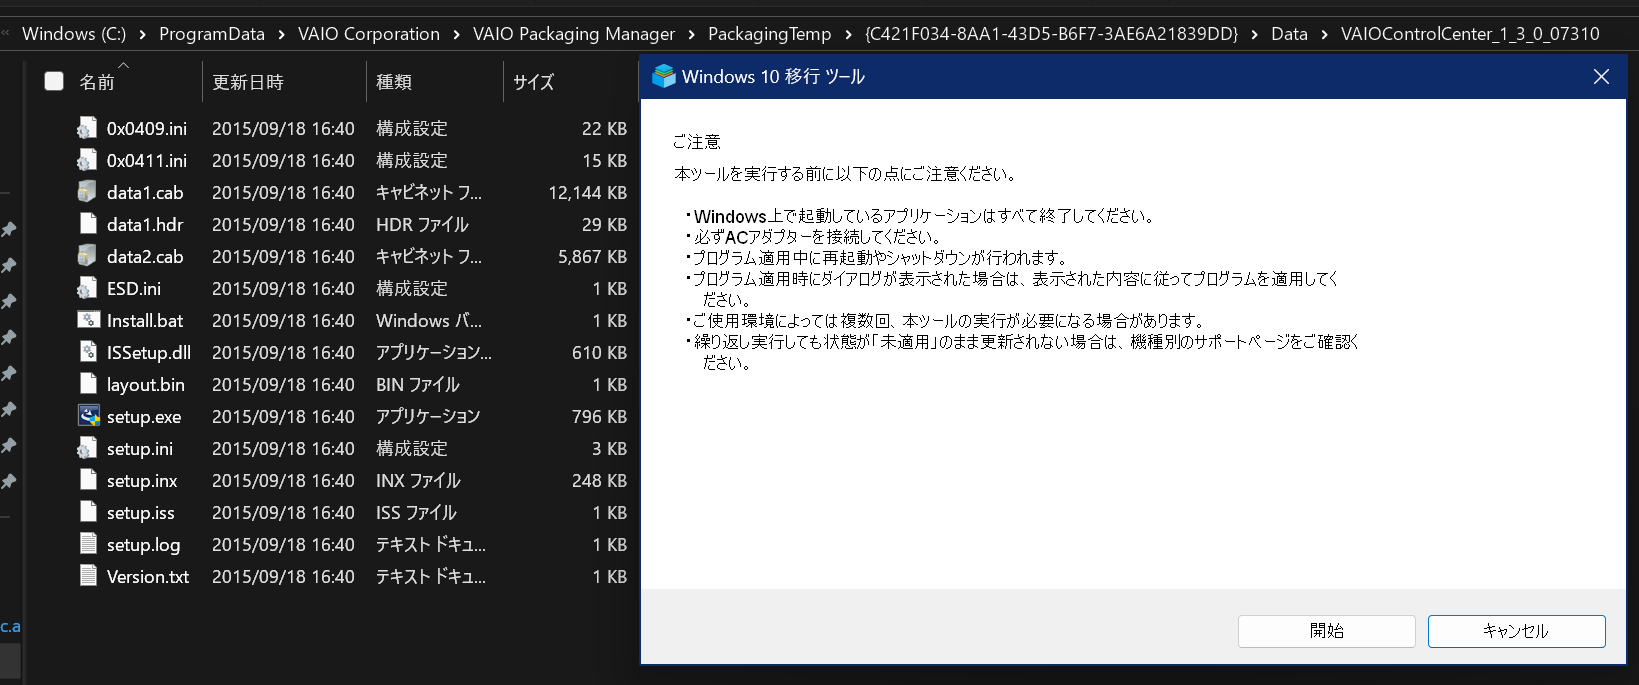 « Windows (C:) › ProgramData › VAIO Corporation › VAIO Packaging Manager › PackagingTemp › {C421F034-8AA1-43D5-B6F7-3AE6A21839DD} › Data › VAIOControlCenter_1_3_0_07310
名前 更新日時 種類 サイズ
0x0409.ini 2015/09/18 16:40 構成設定 22 KB
0x0411.ini 2015/09/18 16:40 構成設定 15 KB
data1.cab 2015/09/18 16:40 キャビネット フ... 12,144 KB
data1.hdr 2015/09/18 16:40 HDR ファイル 29 KB
data2.cab 2015/09/18 16:40 キャビネット フ... 5,867 KB
ESD.ini 2015/09/18 16:40 構成設定 1 KB
Install.bat 2015/09/18 16:40 Windows バ... 1 KB
ISSetup.dll 2015/09/18 16:40 アプリケーション... 610 KB
layout.bin 2015/09/18 16:40 BIN ファイル 1 KB
setup.exe 2015/09/18 16:40 アプリケーション 796 KB
setup.ini 2015/09/18 16:40 構成設定 3 KB
setup.inx 2015/09/18 16:40 INX ファイル 248 KB
setup.iss 2015/09/18 16:40 ISS ファイル 1 KB
setup.log 2015/09/18 16:40 テキスト ドキュ... 1 KB
Version.txt 2015/09/18 16:40 テキスト ドキュ... 1 KB
c.a
Windows 10 移行 ツール
ご注意
本ツールを実行する前に以下の点にご注意ください。
・Windows上で起動しているアプリケーションはすべて終了してください。
・必ずACアダプターを接続してください。
・プログラム適用中に再起動やシャットダウンが行われます。
・プログラム適用時にダイアログが表示された場合は、表示された内容に従ってプログラムを適用してく
ださい。
・ご使用環境によっては複数回、本ツールの実行が必要になる場合があります。
・繰り返し実行しても状態が「未適用」のまま更新されない場合は、機種別のサポートページをご確認く
ださい。
開始
キャンセル